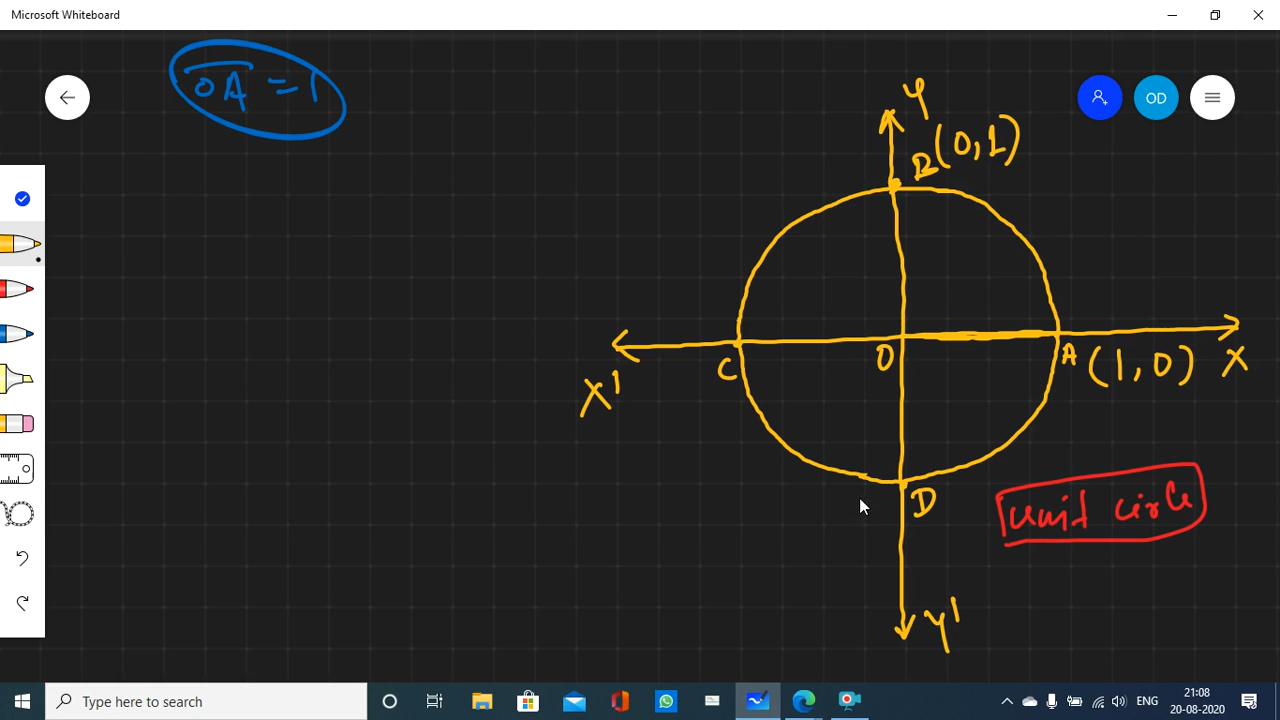 Microsoft Whiteboard
OA = 1
OD
Y
B (0,1)
C
O
A (1,0)
X
X'
D
unit circle
Y'
Type here to search
ENG
21:08
20-08-2020